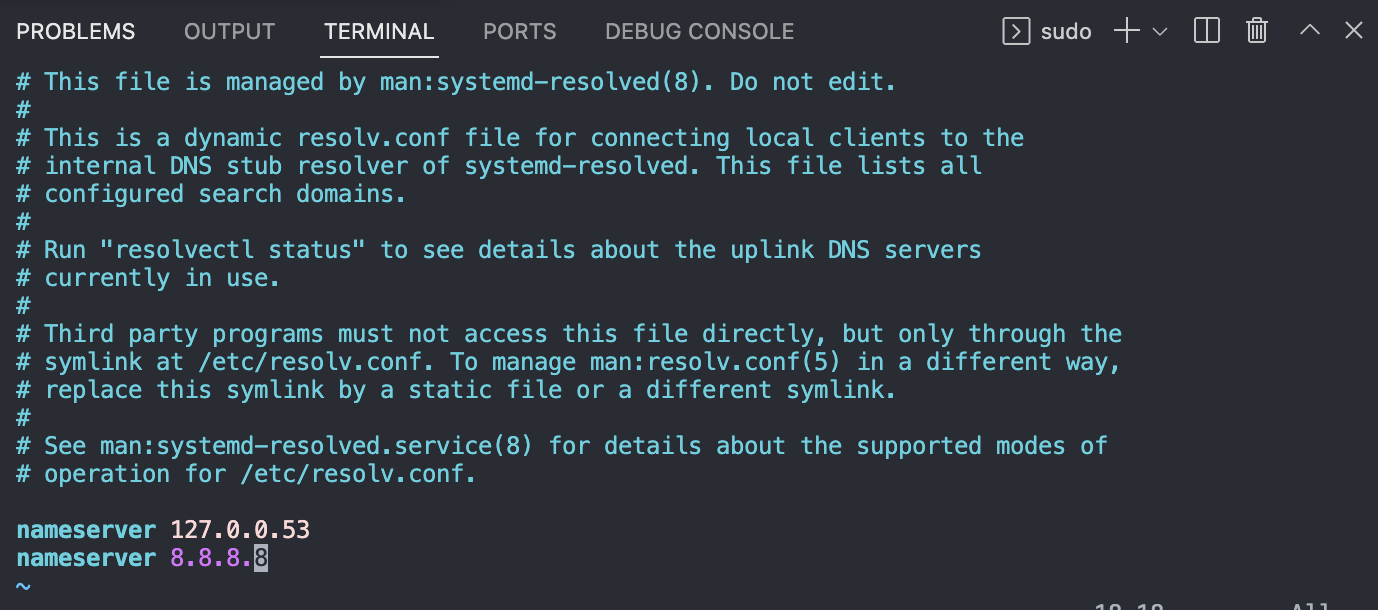 PROBLEMS OUTPUT TERMINAL PORTS DEBUG CONSOLE sudo
# This file is managed by man:systemd-resolved(8). Do not edit.
#
# This is a dynamic resolv.conf file for connecting local clients to the
# internal DNS stub resolver of systemd-resolved. This file lists all
# configured search domains.
#
# Run "resolvectl status" to see details about the uplink DNS servers
# currently in use.
#
# Third party programs must not access this file directly, but only through the
# symlink at /etc/resolv.conf. To manage man:resolv.conf(5) in a different way,
# replace this symlink by a static file or a different symlink.
#
# See man:systemd-resolved.service(8) for details about the supported modes of
# operation for /etc/resolv.conf.
nameserver 127.0.0.53
nameserver 8.8.8.8
~
All